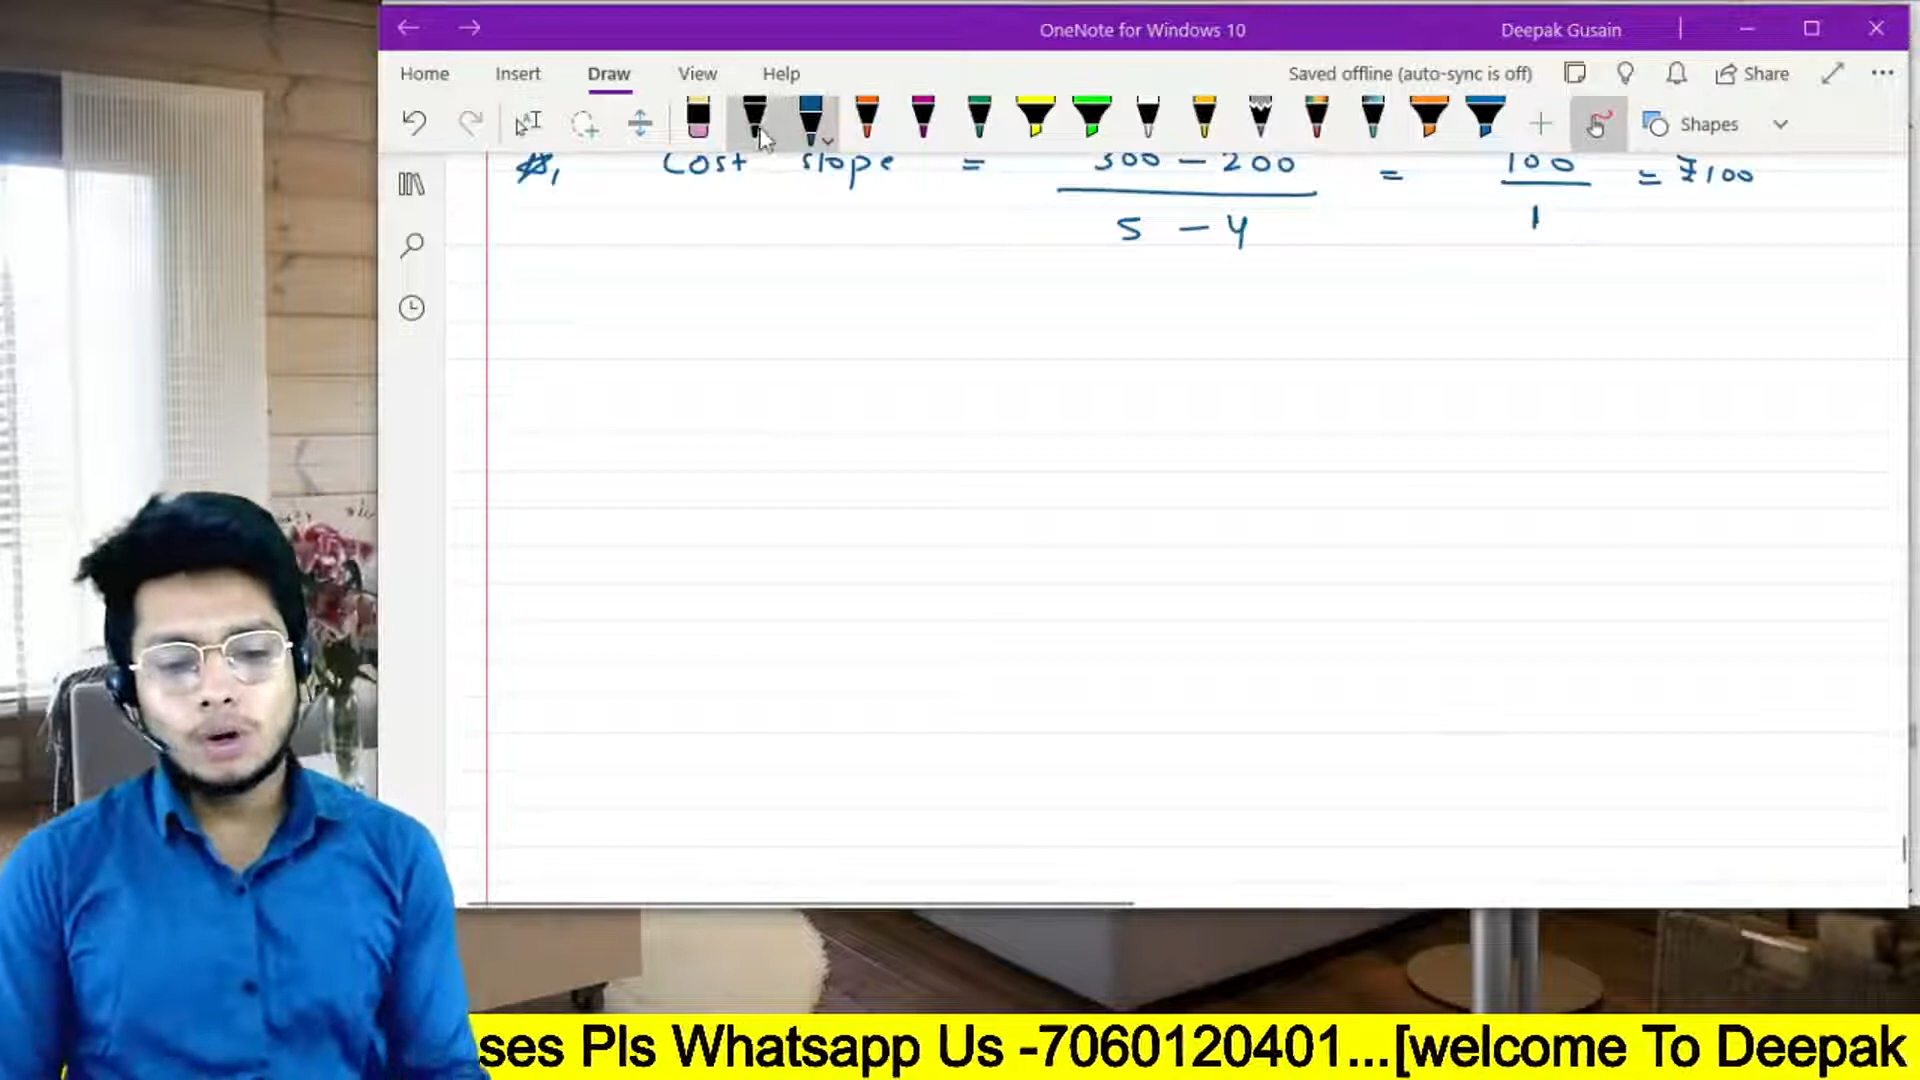 OneNote for Windows 10
Deepak Gusain
Home Insert Draw View Help
Saved offline (auto-sync is off) Share
Shapes
Cost slope = 300 - 200 = 100 = ₹100
5 - 4 1
ses Pls Whatsapp Us -7060120401...[welcome To Deepak